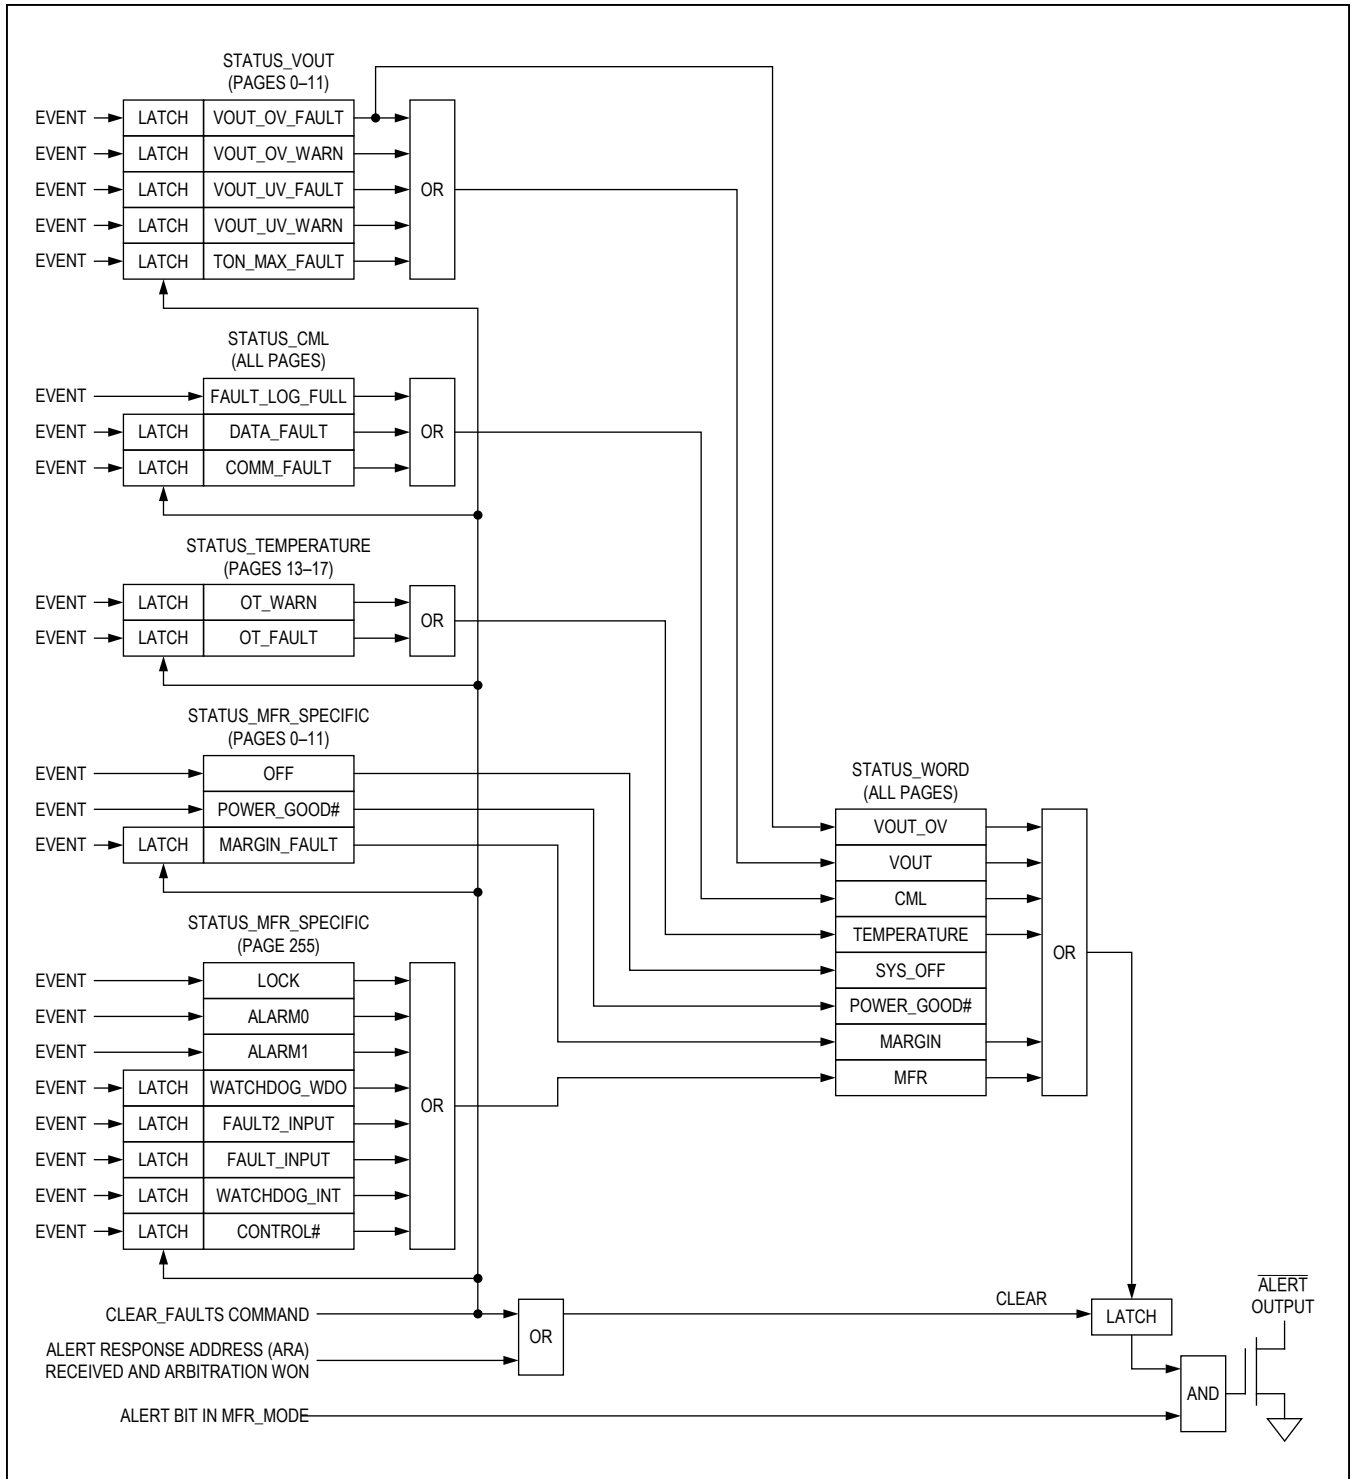 STATUS_VOUT
(PAGES 0–11)
EVENT LATCH VOUT_OV_FAULT
EVENT LATCH VOUT_OV_WARN
EVENT LATCH VOUT_UV_FAULT OR
EVENT LATCH VOUT_UV_WARN
EVENT LATCH TON_MAX_FAULT
STATUS_CML
(ALL PAGES)
EVENT FAULT_LOG_FULL
EVENT LATCH DATA_FAULT OR
EVENT LATCH COMM_FAULT
STATUS_TEMPERATURE
(PAGES 13–17)
EVENT LATCH OT_WARN
OR
EVENT LATCH OT_FAULT
STATUS_MFR_SPECIFIC
(PAGES 0–11)
EVENT OFF
EVENT POWER_GOOD#
EVENT LATCH MARGIN_FAULT
STATUS_MFR_SPECIFIC
(PAGE 255)
EVENT LOCK
EVENT ALARM0
EVENT ALARM1
EVENT LATCH WATCHDOG_WDO
OR
EVENT LATCH FAULT2_INPUT
EVENT LATCH FAULT_INPUT
EVENT LATCH WATCHDOG_INT
EVENT LATCH CONTROL#
STATUS_WORD
(ALL PAGES)
VOUT_OV
VOUT
CML
TEMPERATURE
OR
SYS_OFF
POWER_GOOD#
MARGIN
MFR
CLEAR_FAULTS COMMAND
OR
ALERT RESPONSE ADDRESS (ARA)
RECEIVED AND ARBITRATION WON
CLEAR
LATCH
ALERT
OUTPUT
AND
ALERT BIT IN MFR_MODE